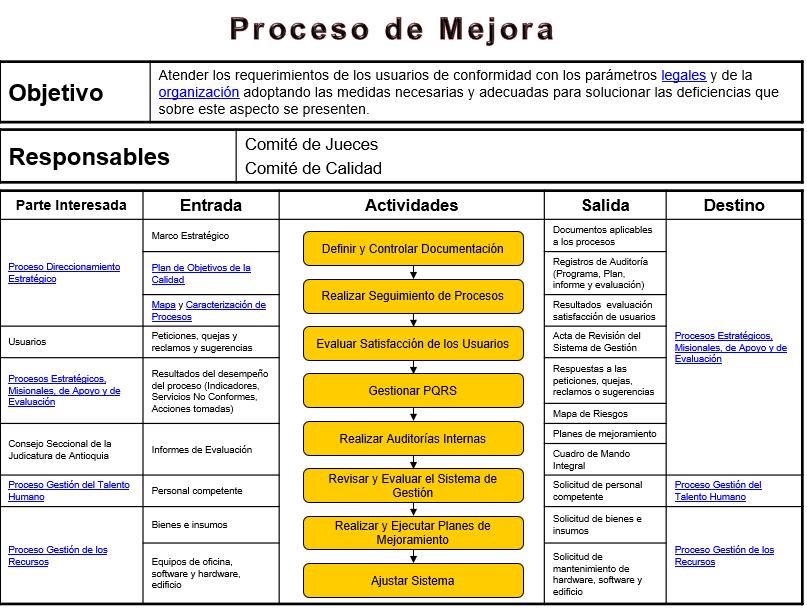 Proceso de Mejora
Objetivo
Atender los requerimientos de los usuarios de conformidad con los parámetros legales y de la
organización adoptando las medidas necesarias y adecuadas para solucionar las deficiencias que
sobre este aspecto se presenten.
Responsables
Comité de Jueces
Comité de Calidad
Parte Interesada
Entrada
Actividades
Salida
Destino
Proceso Direccionamiento
Estratégico
Usuarios
Procesos Estratégicos,
Misionales, de Apoyo y de
Evaluación
Consejo Seccional de la
Judicatura de Antioquia
Proceso Gestión del Talento
Humano
Proceso Gestión de los
Recursos
Marco Estratégico
Plan de Objetivos de la
Calidad
Mapa y Caracterización de
Procesos
Peticiones, quejas y
reclamos y sugerencias
Resultados del desempeño
del proceso (Indicadores,
Servicios No Conformes,
Acciones tomadas)
Informes de Evaluación
Personal competente
Bienes e insumos
Equipos de oficina,
software y hardware,
edificio
Definir y Controlar Documentación
Realizar Seguimiento de Procesos
Evaluar Satisfacción de los Usuarios
Gestionar PQRS
Realizar Auditorías Internas
Revisar y Evaluar el Sistema de
Gestión
Realizar y Ejecutar Planes de
Mejoramiento
Ajustar Sistema
Documentos aplicables
a los procesos
Registros de Auditoría
(Programa, Plan,
informe y evaluación)
Resultados evaluación
satisfacción de usuarios
Acta de Revisión del
Sistema de Gestión
Respuestas a las
peticiones, quejas,
reclamos o sugerencias
Mapa de Riesgos
Planes de mejoramiento
Cuadro de Mando
Integral
Solicitud de personal
competente
Solicitud de bienes e
insumos
Solicitud de
mantenimiento de
hardware, software y
edificio
Procesos Estratégicos,
Misionales, de Apoyo y de
Evaluación
Proceso Gestión del
Talento Humano
Proceso Gestión de los
Recursos